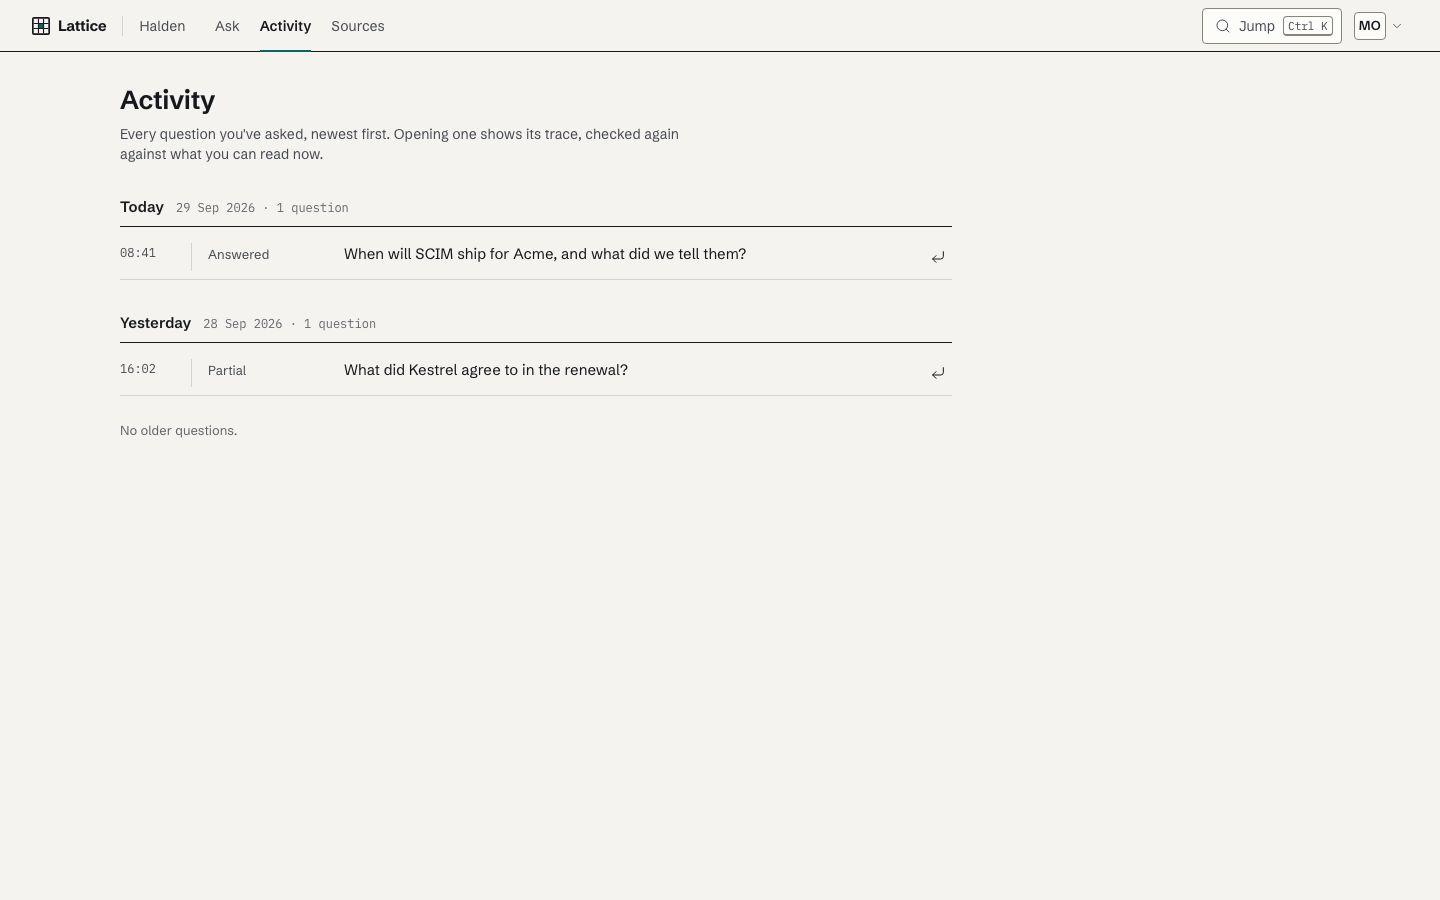 Lattice
Halden
Ask
Activity
Sources
Jump
Ctrl K
MO
Activity
Every question you've asked, newest first. Opening one shows its trace, checked again
against what you can read now.
Today 29 Sep 2026 · 1 question
08:41 Answered When will SCIM ship for Acme, and what did we tell them?
Yesterday 28 Sep 2026 · 1 question
16:02 Partial What did Kestrel agree to in the renewal?
No older questions.